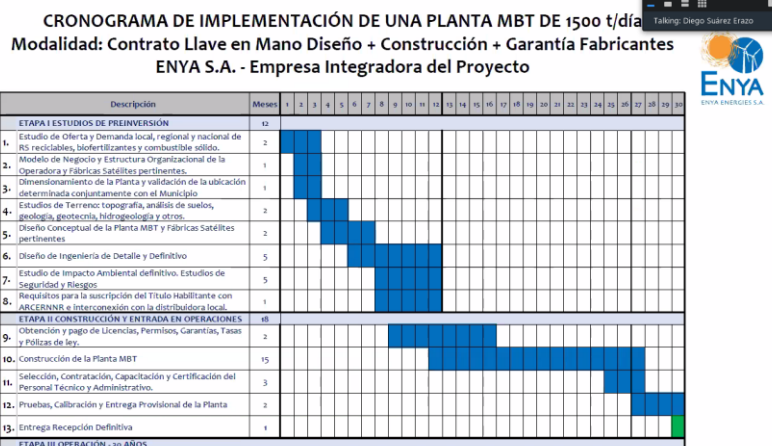 CRONOGRAMA DE IMPLEMENTACIÓN DE UNA PLANTA MBT DE 1500 t/día
Talking: Diego Suárez Erazo
Modalidad: Contrato Llave en Mano Diseño + Construcción + Garantía Fabricantes
ENYA S.A. - Empresa Integradora del Proyecto
ENYA
ENYA ENERGIES S.A.
Descripción Meses 1 2 3 4 5 6 7 8 9 10 11 12 13 14 15 16 17 18 19 20 21 22 23 24 25 26 27 28 29 30
ETAPA I ESTUDIOS DE PREINVERSIÓN 12
1. Estudio de Oferta y Demanda local, regional y nacional de
RS reciclables, biofertilizantes y combustible sólido. 2
2. Modelo de Negocio y Estructura Organizacional de la
Operadora y Fábricas Satélites pertinentes. 1
3. Dimensionamiento de la Planta y validación de la ubicación
determinada conjuntamente con el Municipio 1
4. Estudios de Terreno: topografía, análisis de suelos,
geología, geotecnia, hidrogeología y otros. 2
5. Diseño Conceptual de la Planta MBT y Fábricas Satélites
pertinentes 2
6. Diseño de Ingeniería de Detalle y Definitivo 5
7. Estudio de Impacto Ambiental definitivo. Estudios de
Seguridad y Riesgos 5
8. Requisitos para la suscripción del Título Habilitante con
ARCERNNR e interconexión con la distribuidora local. 1
ETAPA II CONSTRUCCIÓN Y ENTRADA EN OPERACIONES 18
9. Obtención y pago de Licencias, Permisos, Garantías, Tasas
y Pólizas de ley. 2
10. Construcción de la Planta MBT 15
11. Selección, Contratación, Capacitación y Certificación del
Personal Técnico y Administrativo. 3
12. Pruebas, Calibración y Entrega Provisional de la Planta 2
13. Entrega Recepción Definitiva 1
ETAPA III OPERACIÓN - 20 AÑOS